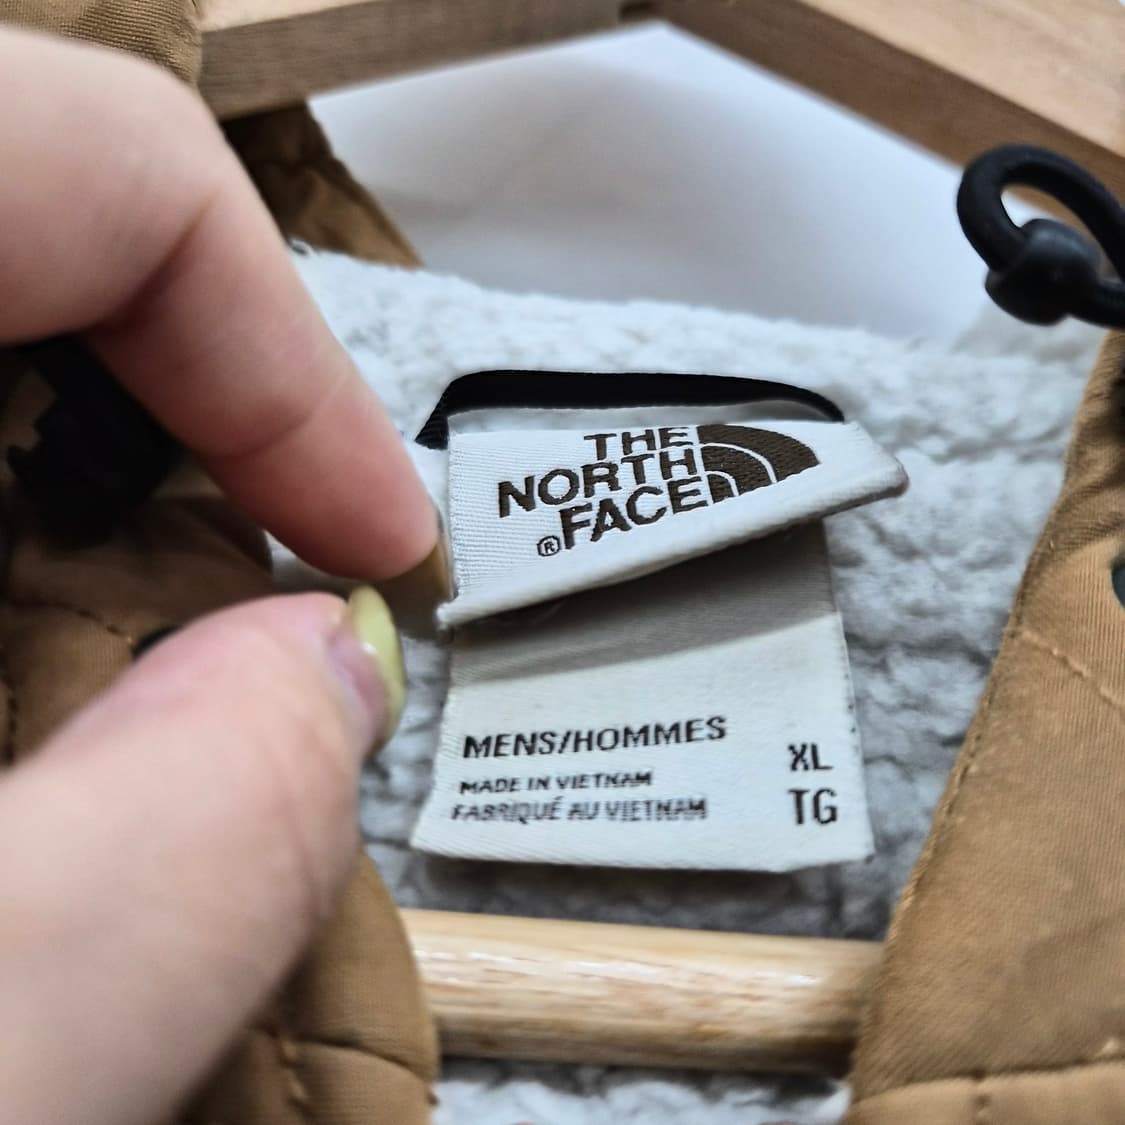 THE
NORTH
®FACE
MENS/HOMMES
XL
MADE IN VIETNAM
FABRIQUÉ AU VIETNAM
TG